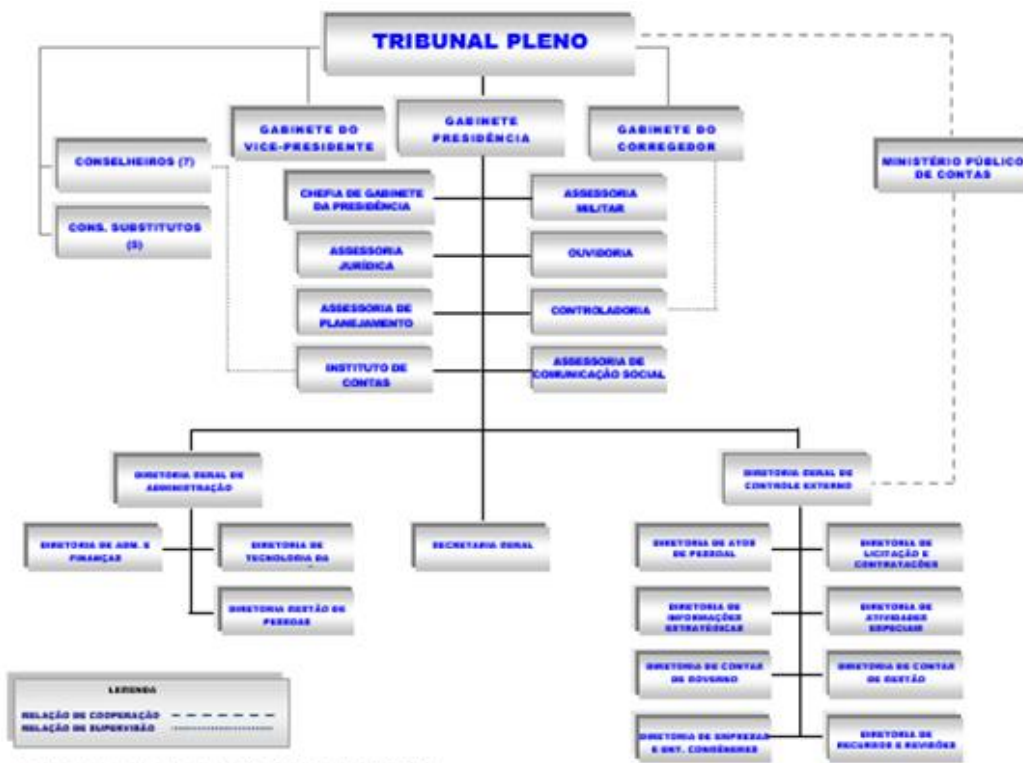 TRIBUNAL PLENO
GABINETE DO
VICE-PRESIDENTE
GABINETE
PRESIDÊNCIA
GABINETE DO
CORREGEDOR
CONSELHEIROS (7)
MINISTÉRIO PÚBLICO
DE CONTAS
CONS. SUBSTITUTOS
(5)
CHEFIA DE GABINETE
DA PRESIDÊNCIA
ASSESSORIA
MILITAR
ASSESSORIA
JURÍDICA
OUVIDORIA
ASSESSORIA DE
PLANEJAMENTO
CONTROLADORIA
INSTITUTO DE
CONTAS
ASSESSORIA DE
COMUNICAÇÃO SOCIAL
DIRETORIA GERAL DE
ADMINISTRAÇÃO
DIRETORIA GERAL DE
CONTROLE EXTERNO
DIRETORIA DE ADM. E
FINANÇAS
DIRETORIA DE
TECNOLOGIA DA
SECRETARIA GERAL
DIRETORIA DE ATOS
DE PESSOAL
DIRETORIA DE
LICITAÇÃO E
CONTRATAÇÕES
DIRETORIA GESTÃO DE
PESSOAS
DIRETORIA DE
INFORMAÇÕES
ESTRATÉGICAS
DIRETORIA DE
ATIVIDADES
ESPECIAIS
DIRETORIA DE CONTAS
DE GOVERNO
DIRETORIA DE CONTAS
DE GESTÃO
DIRETORIA DE EMPRESAS
E ENT. CONGÊNERES
DIRETORIA DE
RECURSOS E REVISÕES
LEGENDA
RELAÇÃO DE COOPERAÇÃO
RELAÇÃO DE SUPERVISÃO